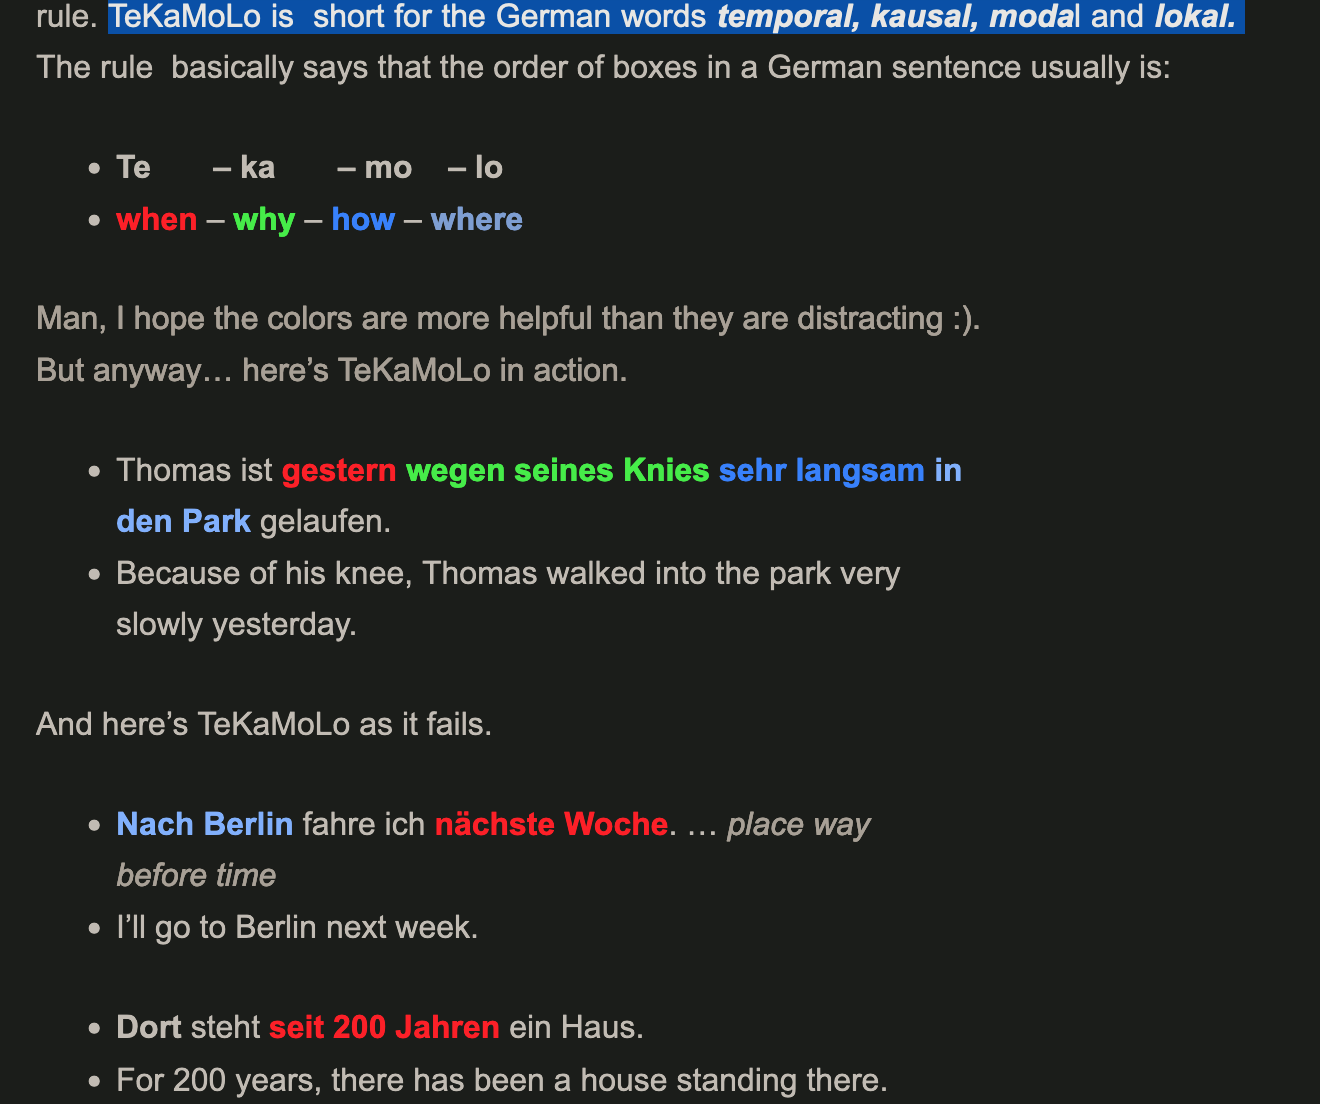 rule. TeKaMoLo is  short for the German words temporal, kausal, modal and lokal.
The rule  basically says that the order of boxes in a German sentence usually is:
• Te – ka – mo – lo
• when – why – how – where
Man, I hope the colors are more helpful than they are distracting :).
But anyway… here’s TeKaMoLo in action.
• Thomas ist gestern wegen seines Knies sehr langsam in
den Park gelaufen.
• Because of his knee, Thomas walked into the park very
slowly yesterday.
And here’s TeKaMoLo as it fails.
• Nach Berlin fahre ich nächste Woche. … place way
before time
• I’ll go to Berlin next week.
• Dort steht seit 200 Jahren ein Haus.
• For 200 years, there has been a house standing there.